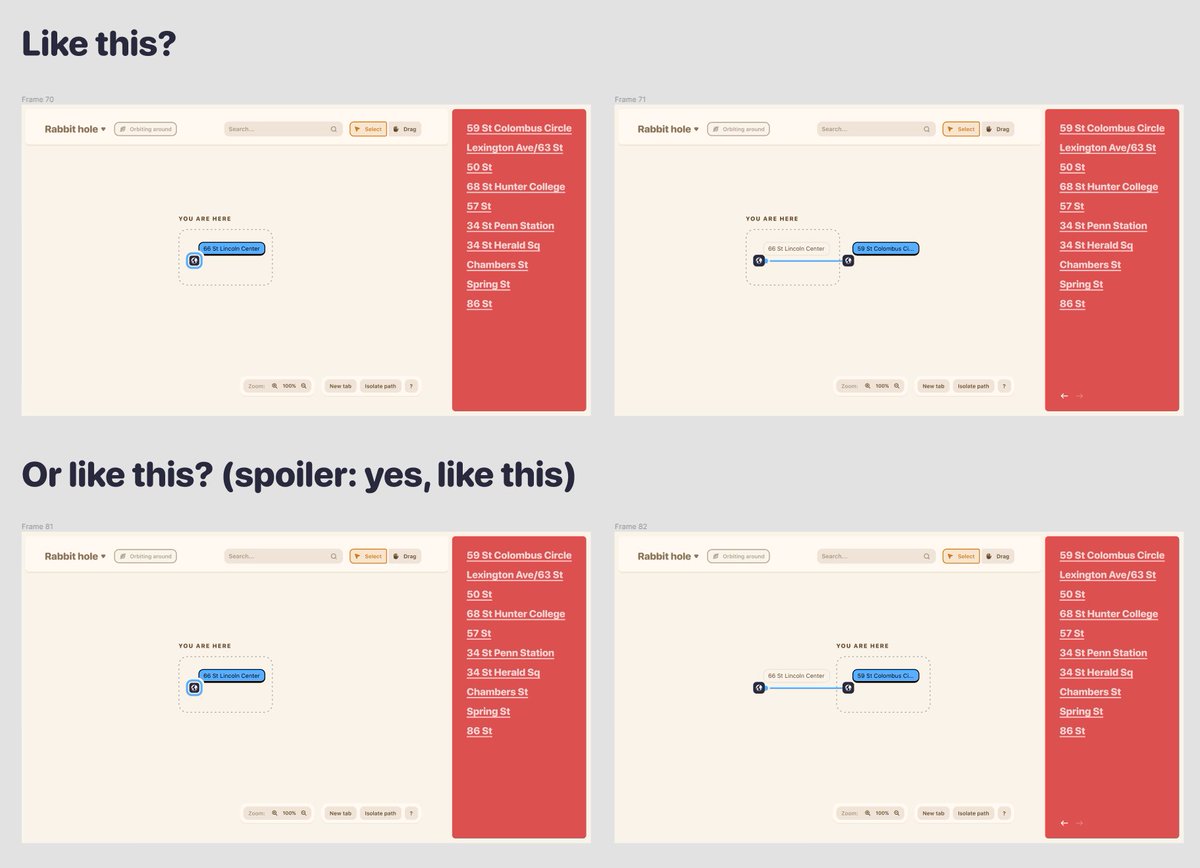 Like this?
Frame 70
Rabbit hole
Orbiting around
Search...
Select
Drag
59 St Colombus Circle
Lexington Ave/63 St
50 St
68 St Hunter College
57 St
34 St Penn Station
34 St Herald Sq
Chambers St
Spring St
86 St
YOU ARE HERE
66 St Lincoln Center
Zoom:
100%
New tab
Isolate path
?
Frame 71
Rabbit hole
Orbiting around
Search...
Select
Drag
59 St Colombus Circle
Lexington Ave/63 St
50 St
68 St Hunter College
57 St
34 St Penn Station
34 St Herald Sq
Chambers St
Spring St
86 St
YOU ARE HERE
66 St Lincoln Center
59 St Colombus Ci...
Zoom:
100%
New tab
Isolate path
?
Or like this? (spoiler: yes, like this)
Frame 81
Rabbit hole
Orbiting around
Search...
Select
Drag
59 St Colombus Circle
Lexington Ave/63 St
50 St
68 St Hunter College
57 St
34 St Penn Station
34 St Herald Sq
Chambers St
Spring St
86 St
YOU ARE HERE
66 St Lincoln Center
Zoom:
100%
New tab
Isolate path
?
Frame 82
Rabbit hole
Orbiting around
Search...
Select
Drag
59 St Colombus Circle
Lexington Ave/63 St
50 St
68 St Hunter College
57 St
34 St Penn Station
34 St Herald Sq
Chambers St
Spring St
86 St
YOU ARE HERE
66 St Lincoln Center
59 St Colombus Ci...
Zoom:
100%
New tab
Isolate path
?